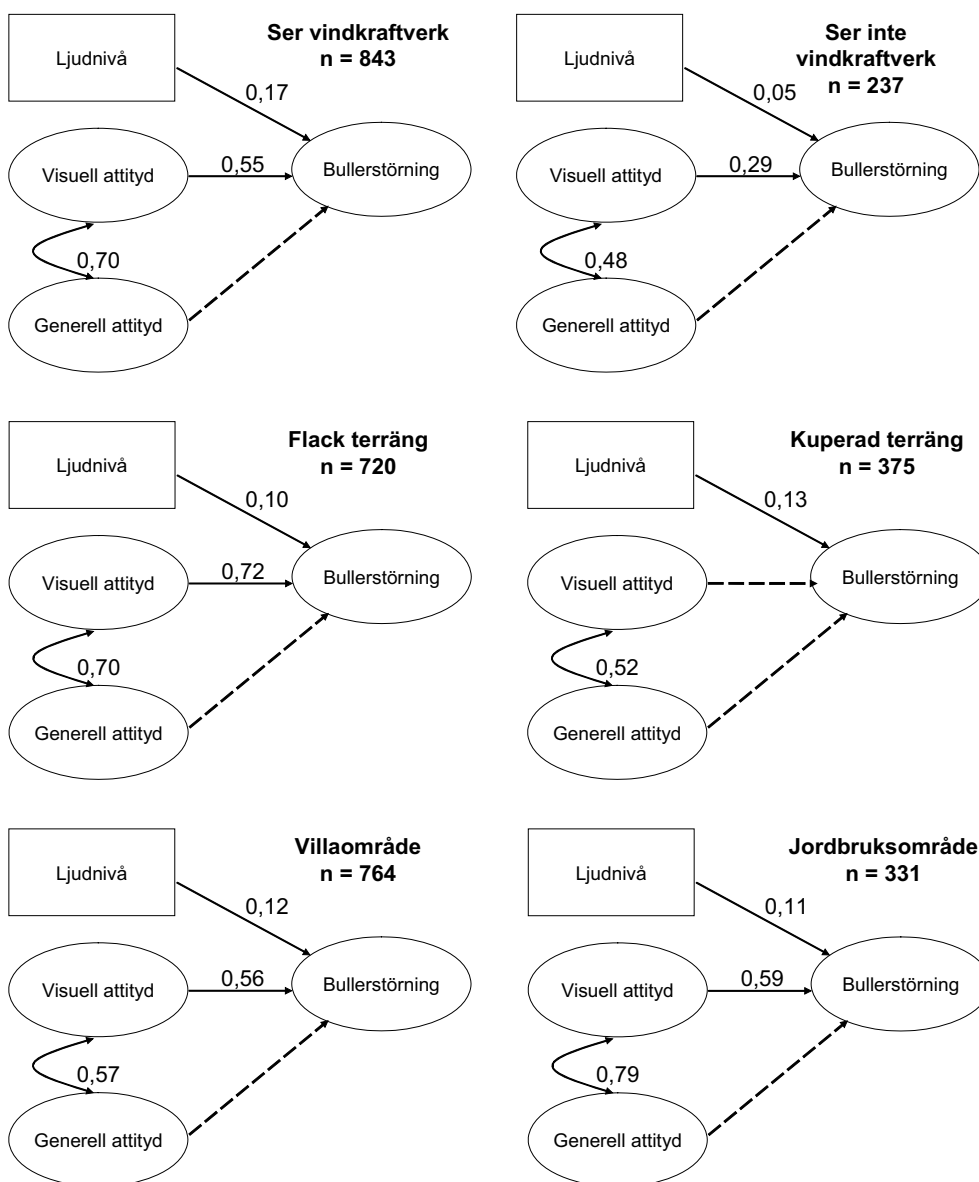 Ljudnivå
Ser vindkraftverk
n = 843
0,17
Visuell attityd
0,55
Bullerstörning
0,70
Generell attityd
Ljudnivå
Ser inte
vindkraftverk
n = 237
0,05
Visuell attityd
0,29
Bullerstörning
0,48
Generell attityd
Ljudnivå
Flack terräng
n = 720
0,10
Visuell attityd
0,72
Bullerstörning
0,70
Generell attityd
Ljudnivå
Kuperad terräng
n = 375
0,13
Visuell attityd
Bullerstörning
0,52
Generell attityd
Ljudnivå
Villaområde
n = 764
0,12
Visuell attityd
0,56
Bullerstörning
0,57
Generell attityd
Ljudnivå
Jordbruksområde
n = 331
0,11
Visuell attityd
0,59
Bullerstörning
0,79
Generell attityd